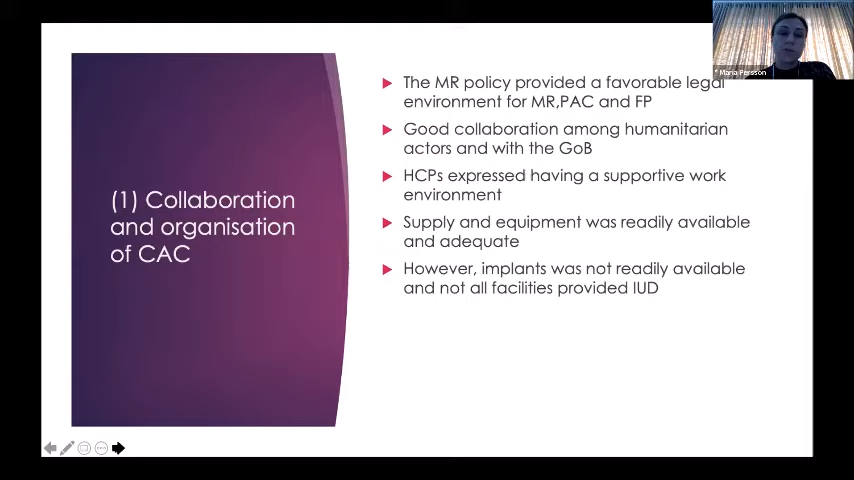 (1) Collaboration
and organisation
of CAC
The MR policy provided a favorable legal
environment for MR,PAC and FP
Good collaboration among humanitarian
actors and with the GoB
HCPs expressed having a supportive work
environment
Supply and equipment was readily available
and adequate
However, implants was not readily available
and not all facilities provided IUD
Maria Persson